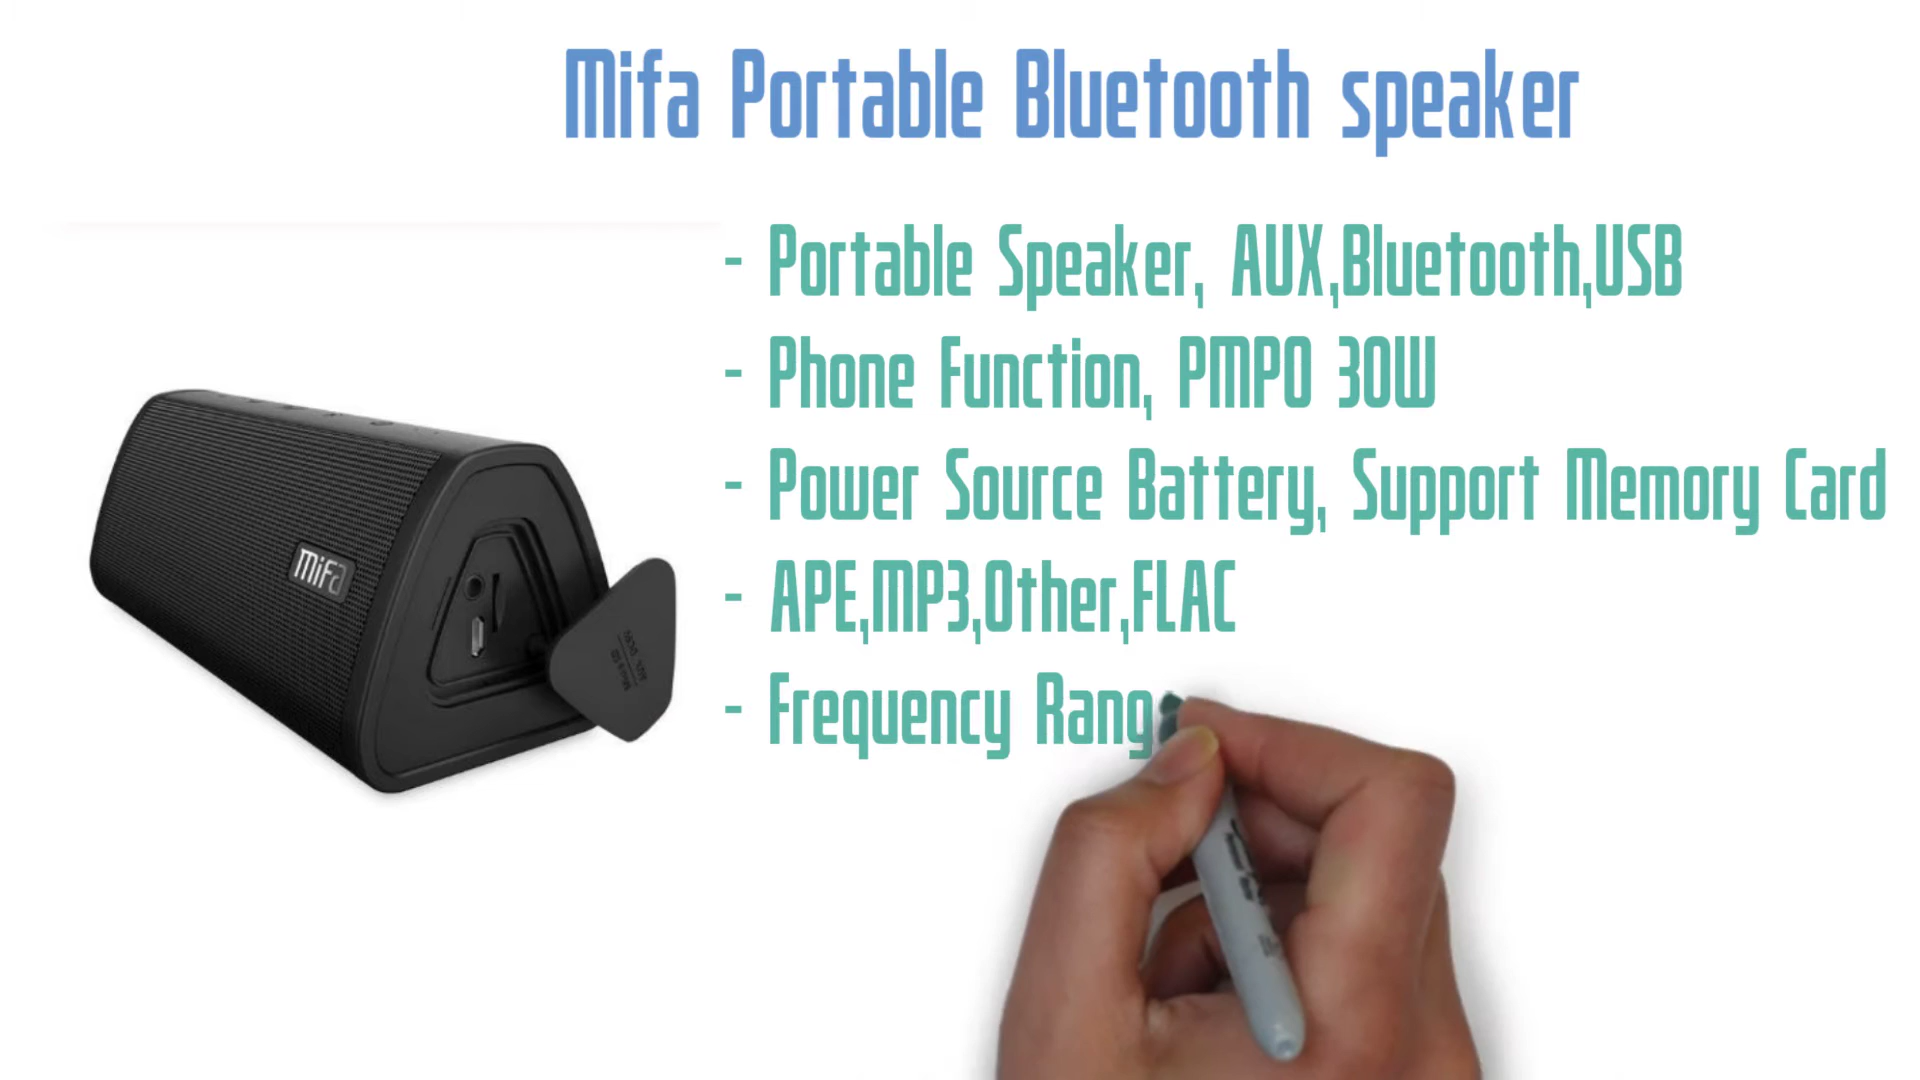 Mifa Portable Bluetooth speaker
- Portable Speaker, AUX,Bluetooth,USB
- Phone Function, PMPO 30W
- Power Source Battery, Support Memory Card
- APE,MP3,Other,FLAC
- Frequency Rang
mifa